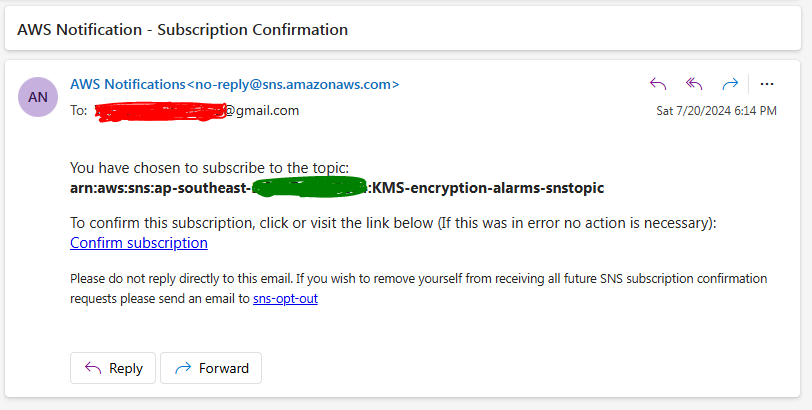 AWS Notification - Subscription Confirmation
AN
AWS Notifications<no-reply@sns.amazonaws.com>
To: @gmail.com
Sat 7/20/2024 6:14 PM
You have chosen to subscribe to the topic:
arn:aws:sns:ap-southeast- :KMS-encryption-alarms-snstopic
To confirm this subscription, click or visit the link below (If this was in error no action is necessary):
Confirm subscription
Please do not reply directly to this email. If you wish to remove yourself from receiving all future SNS subscription confirmation
requests please send an email to sns-opt-out
Reply
Forward